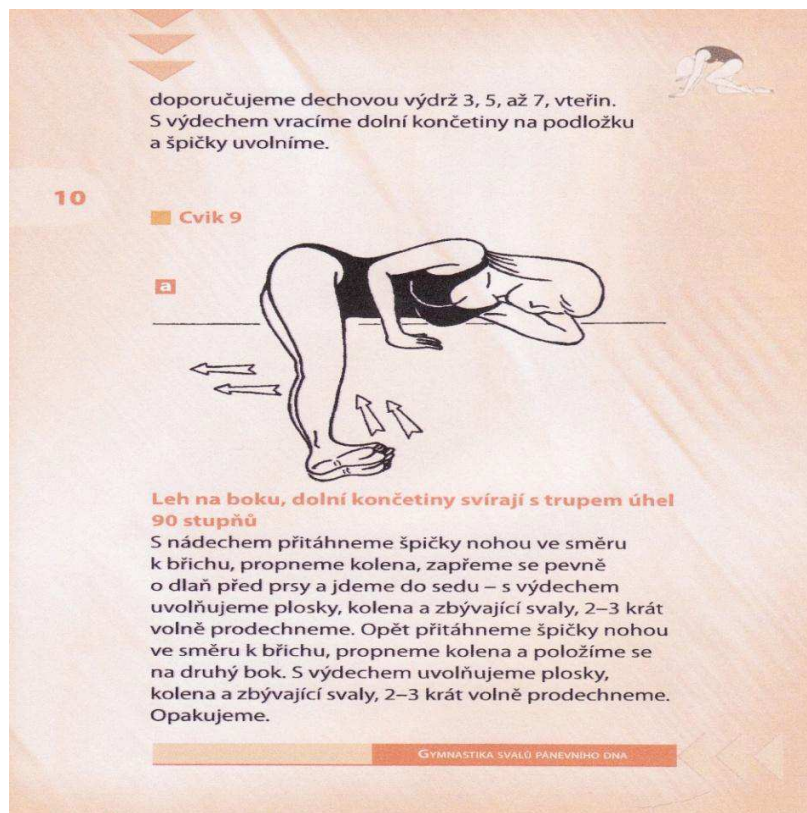 doporučujeme dechovou výdrž 3, 5, až 7, vteřin.
S výdechem vracíme dolní končetiny na podložku
a špičky uvolníme.
10
Cvik 9
a
Leh na boku, dolní končetiny svírají s trupem úhel
90 stupňů
S nádechem přitáhneme špičky nohou ve směru
k břichu, propneme kolena, zapřeme se pevně
o dlaň před prsy a jdeme do sedu – s výdechem
uvolňujeme plosky, kolena a zbývající svaly, 2–3 krát
volně prodechneme. Opět přitáhneme špičky nohou
ve směru k břichu, propneme kolena a položíme se
na druhý bok. S výdechem uvolňujeme plosky,
kolena a zbývající svaly, 2–3 krát volně prodechneme.
Opakujeme.
GYMNASTIKA SVALŮ PÁNEVNÍHO DNA